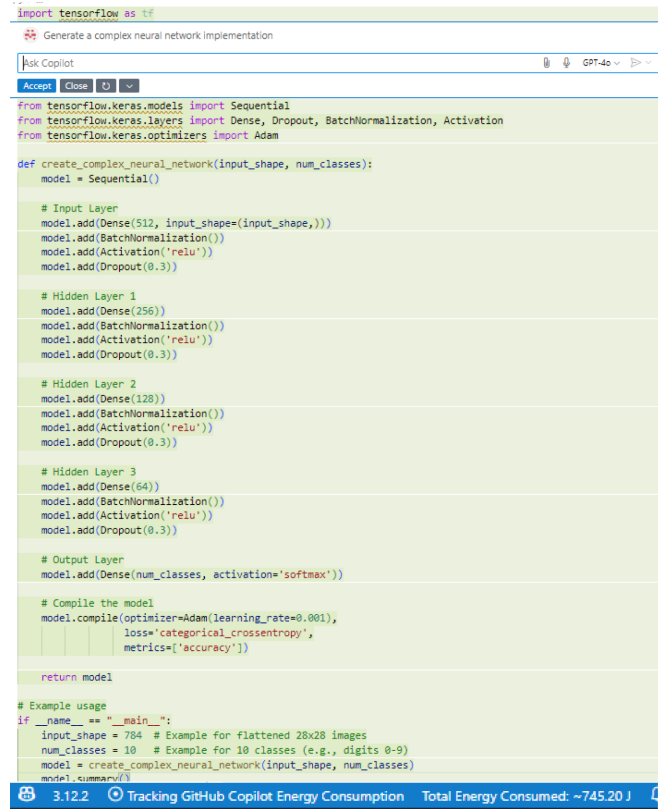 import tensorflow as tf
Generate a complex neural network implementation
Ask Copilot
GPT-4o
Accept Close
from tensorflow.keras.models import Sequential
from tensorflow.keras.layers import Dense, Dropout, BatchNormalization, Activation
from tensorflow.keras.optimizers import Adam
def create_complex_neural_network(input_shape, num_classes):
    model = Sequential()
    # Input Layer
    model.add(Dense(512, input_shape=(input_shape,)))
    model.add(BatchNormalization())
    model.add(Activation('relu'))
    model.add(Dropout(0.3))
    # Hidden Layer 1
    model.add(Dense(256))
    model.add(BatchNormalization())
    model.add(Activation('relu'))
    model.add(Dropout(0.3))
    # Hidden Layer 2
    model.add(Dense(128))
    model.add(BatchNormalization())
    model.add(Activation('relu'))
    model.add(Dropout(0.3))
    # Hidden Layer 3
    model.add(Dense(64))
    model.add(BatchNormalization())
    model.add(Activation('relu'))
    model.add(Dropout(0.3))
    # Output Layer
    model.add(Dense(num_classes, activation='softmax'))
    # Compile the model
    model.compile(optimizer=Adam(learning_rate=0.001),
                  loss='categorical_crossentropy',
                  metrics=['accuracy'])
    return model
# Example usage
if __name__ == "__main__":
    input_shape = 784  # Example for flattened 28x28 images
    num_classes = 10   # Example for 10 classes (e.g., digits 0-9)
    model = create_complex_neural_network(input_shape, num_classes)
    model.summary()
3.12.2 Tracking GitHub Copilot Energy Consumption Total Energy Consumed: ~745.20 J